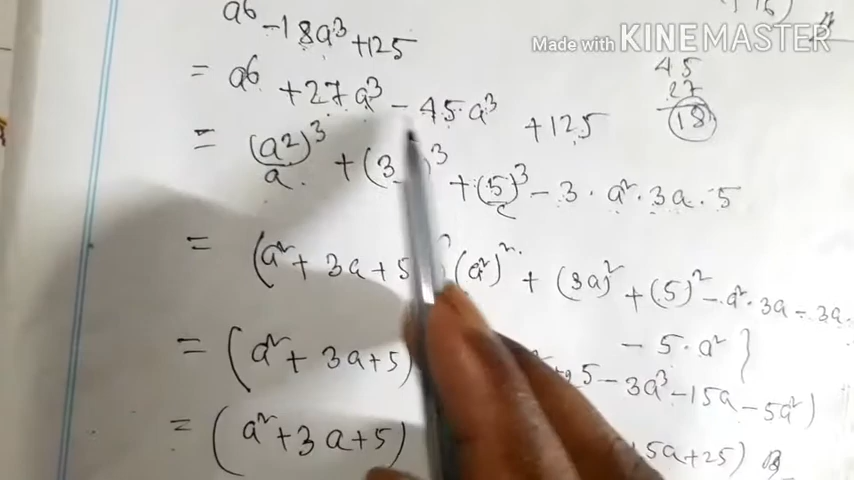 a⁶ -18a³ +125
Made with KINEMASTER
= a⁶ +27a³ - 45a³ +125
45
27
18
= (a²)³ + (3 )³ + (5)³ - 3 · a² · 3a · 5
a
c
= (a² + 3a + 5 (a²)² + (3a)² + (5)² - a² · 3a - 3a.
- 5 · a² }
= (a² + 3a + 5) 5 - 3a³ - 15a - 5a²)
= (a² + 3a + 5) 5a + 25)